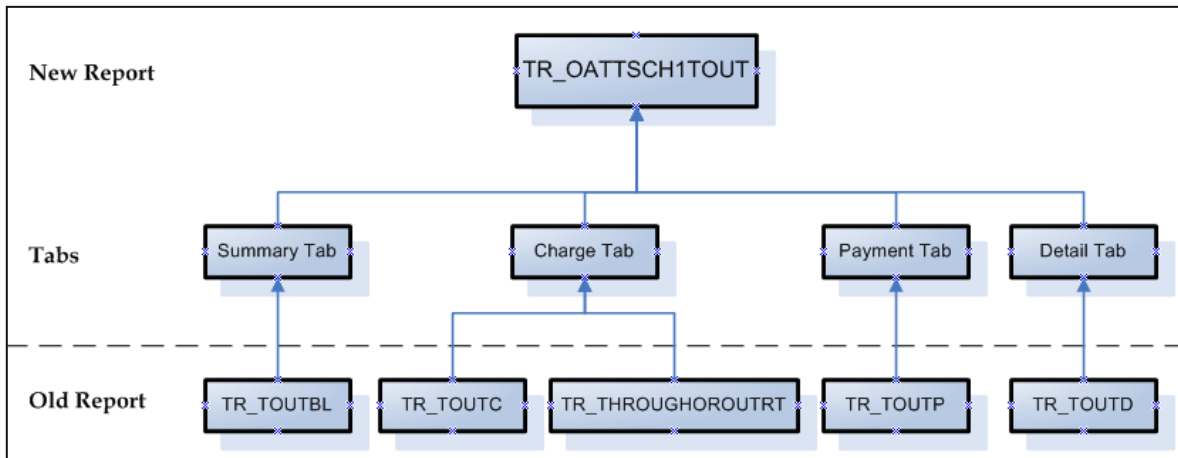 New Report
TR_OATTSCH1TOUT
Tabs
Summary Tab
Charge Tab
Payment Tab
Detail Tab
Old Report
TR_TOUTBL
TR_TOUTC
TR_THROUGHOROUTRT
TR_TOUTP
TR_TOUTD